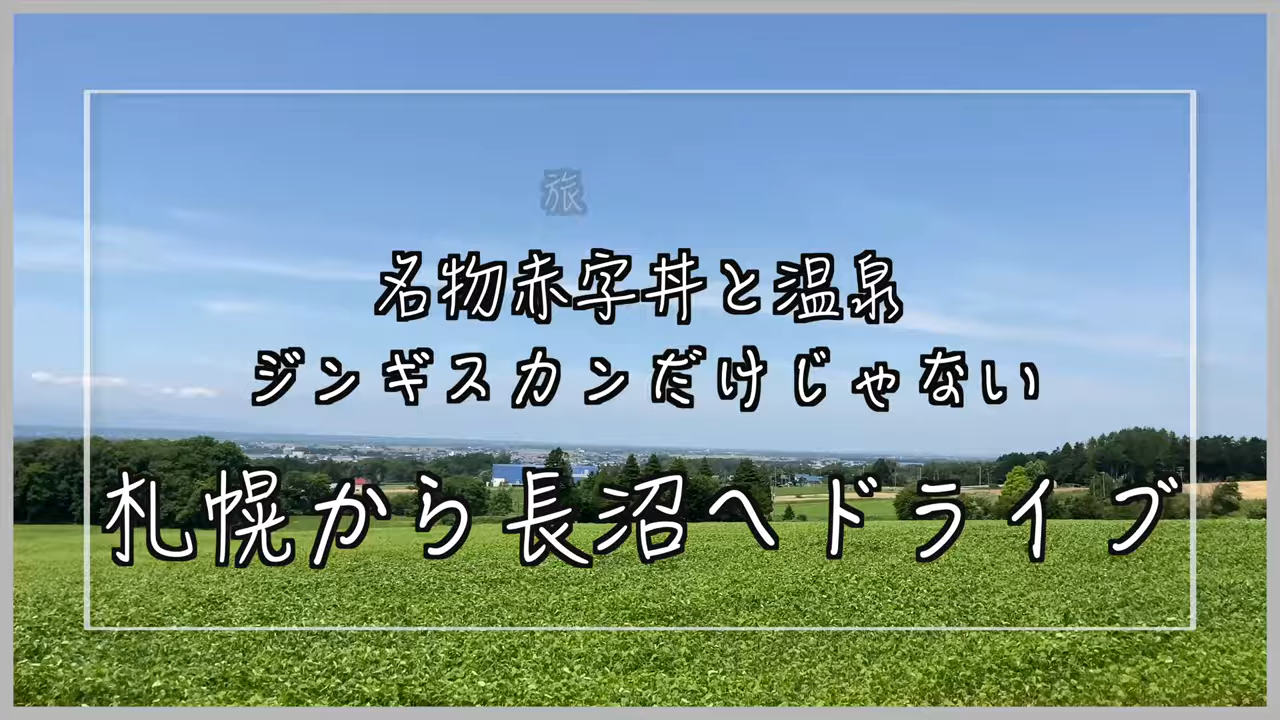 旅
名物赤字丼と温泉
ジンギスカンだけじゃない
札幌から長沼へドライブ